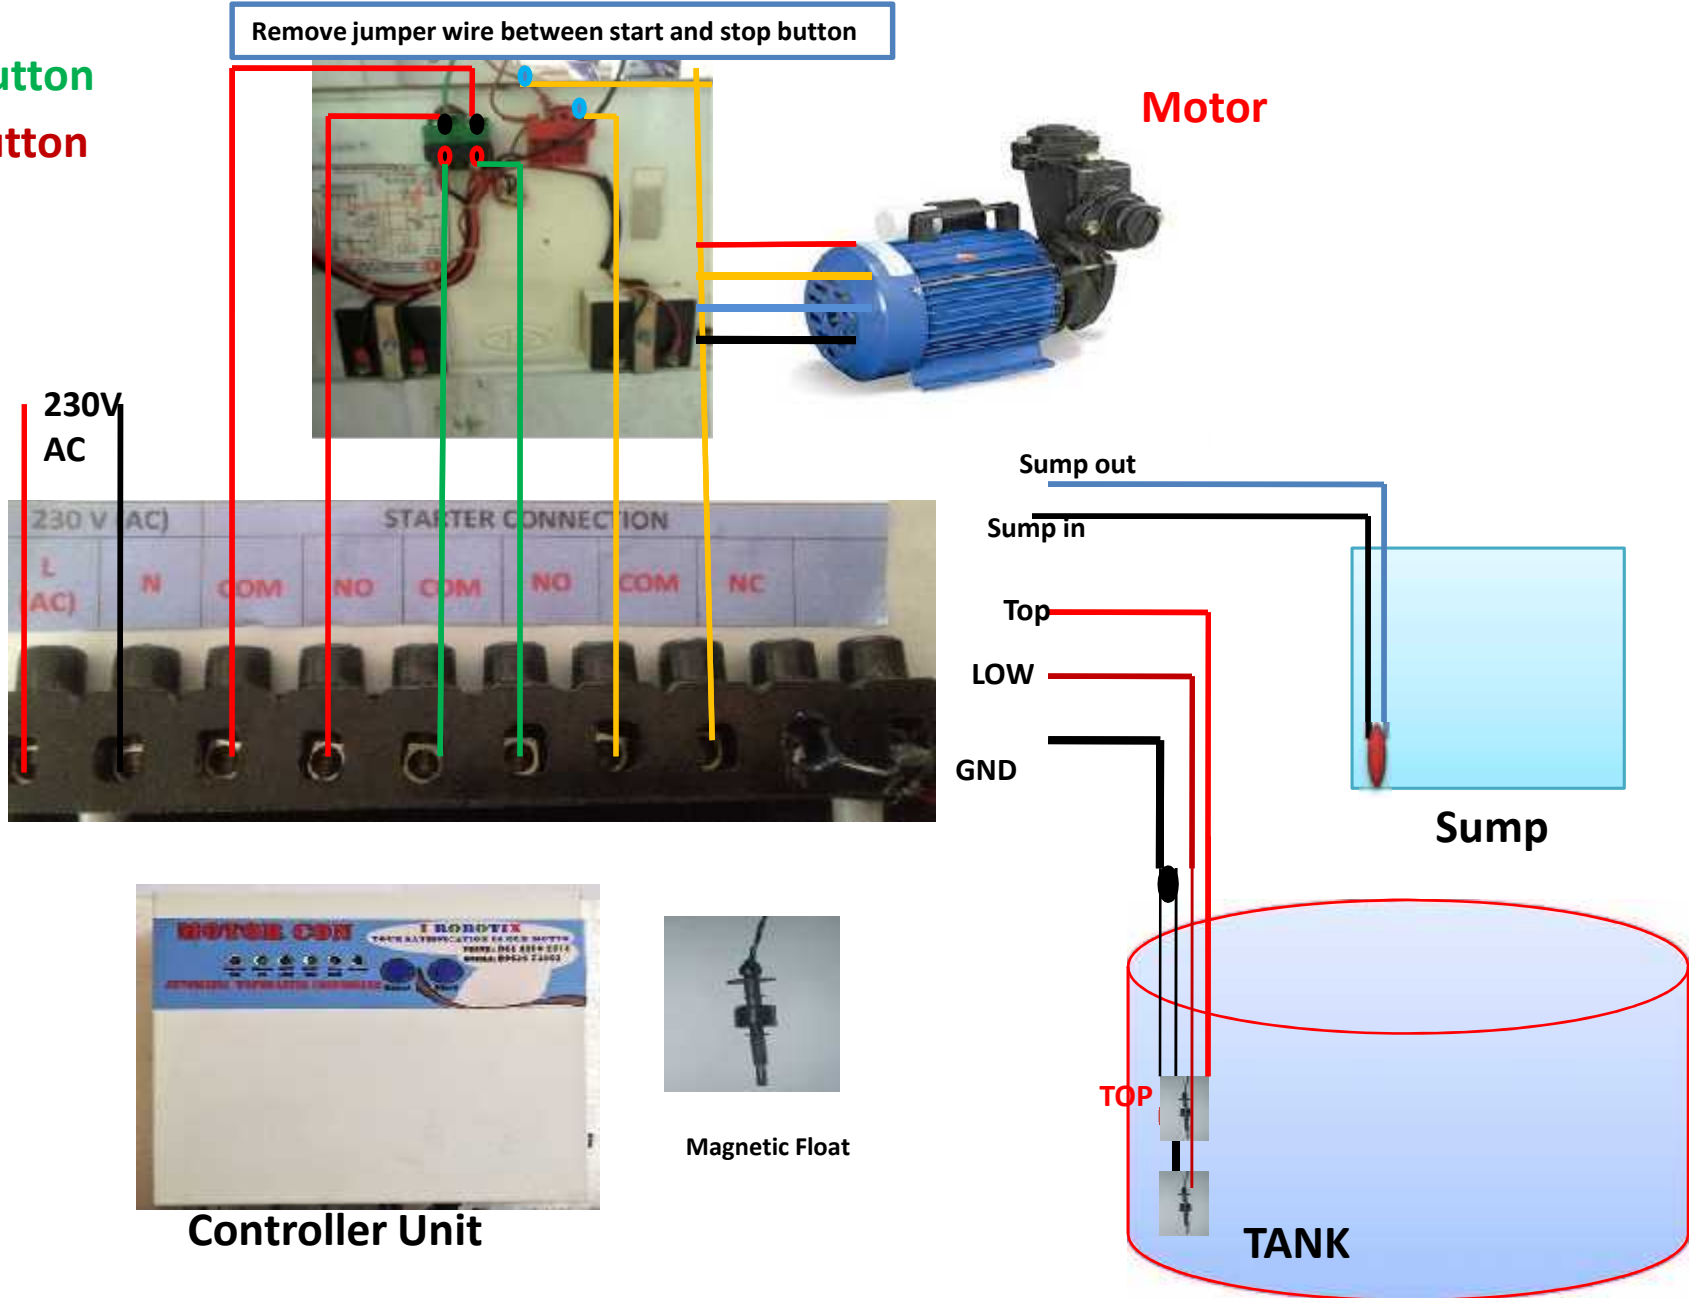 Remove jumper wire between start and stop button
utton
utton
Motor
230V
AC
230 V (AC)
STARTER CONNECTION
L
(AC)
N
COM
NO
COM
NO
COM
NC
Sump out
Sump in
Top
LOW
GND
Sump
MOTOR CON
I ROBOTIX
Magnetic Float
Controller Unit
TOP
TANK